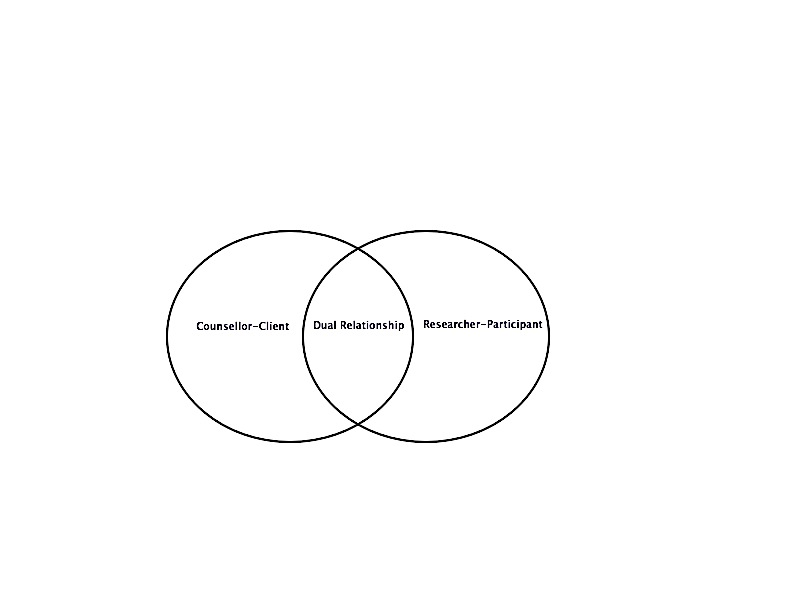 Counsellor-Client
Dual Relationship
Researcher-Participant